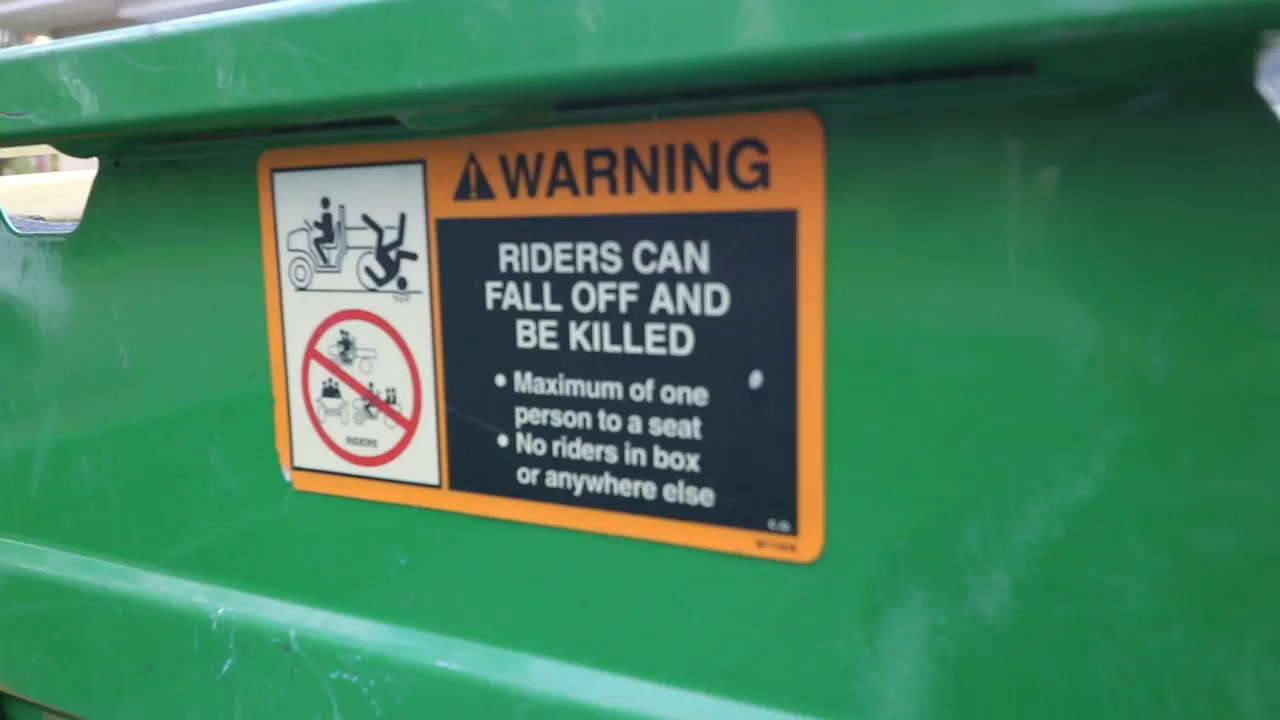 WARNING
RIDERS CAN
FALL OFF AND
BE KILLED
• Maximum of one
person to a seat
• No riders in box
or anywhere else
RIDERS